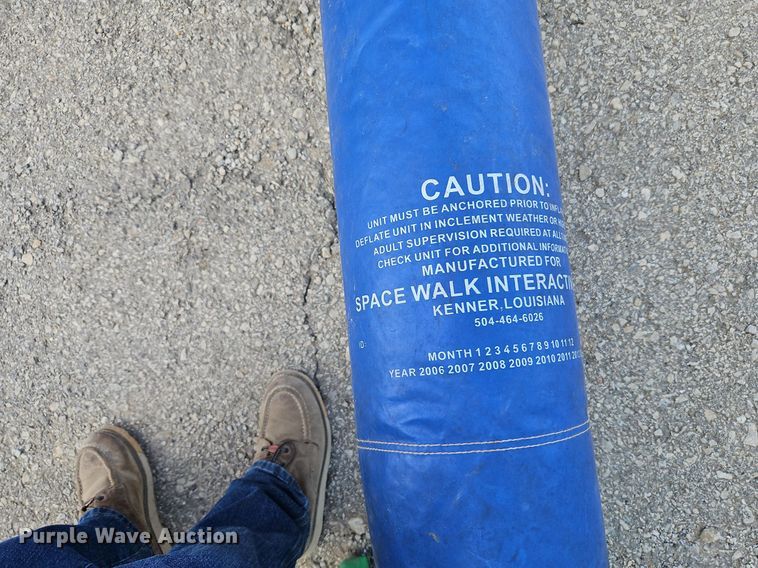 CAUTION:
UNIT MUST BE ANCHORED PRIOR TO
DEFLATE UNIT IN INCLEMENT WEATHER OR
ADULT SUPERVISION REQUIRED AT
CHECK UNIT FOR ADDITIONAL
MANUFACTURED FOR
SPACE WALK
KENNER, LOUISIANA
504-464-6026
ID:
MONTH 1 2 3 4 5 6 7 8 9 10 11 12
YEAR 2006 2007 2008 2009 2010 2011
Purple Wave Auction